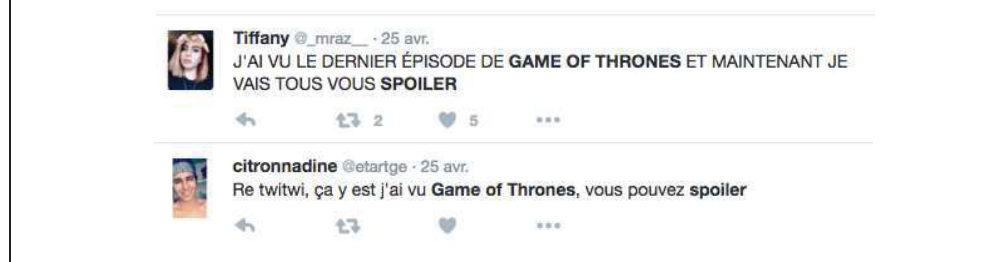 Tiffany @_mraz__ · 25 avr.
J'AI VU LE DERNIER ÉPISODE DE GAME OF THRONES ET MAINTENANT JE
VAIS TOUS VOUS SPOILER
2 5
citronnadine @etartge · 25 avr.
Re twitwi, ça y est j'ai vu Game of Thrones, vous pouvez spoiler